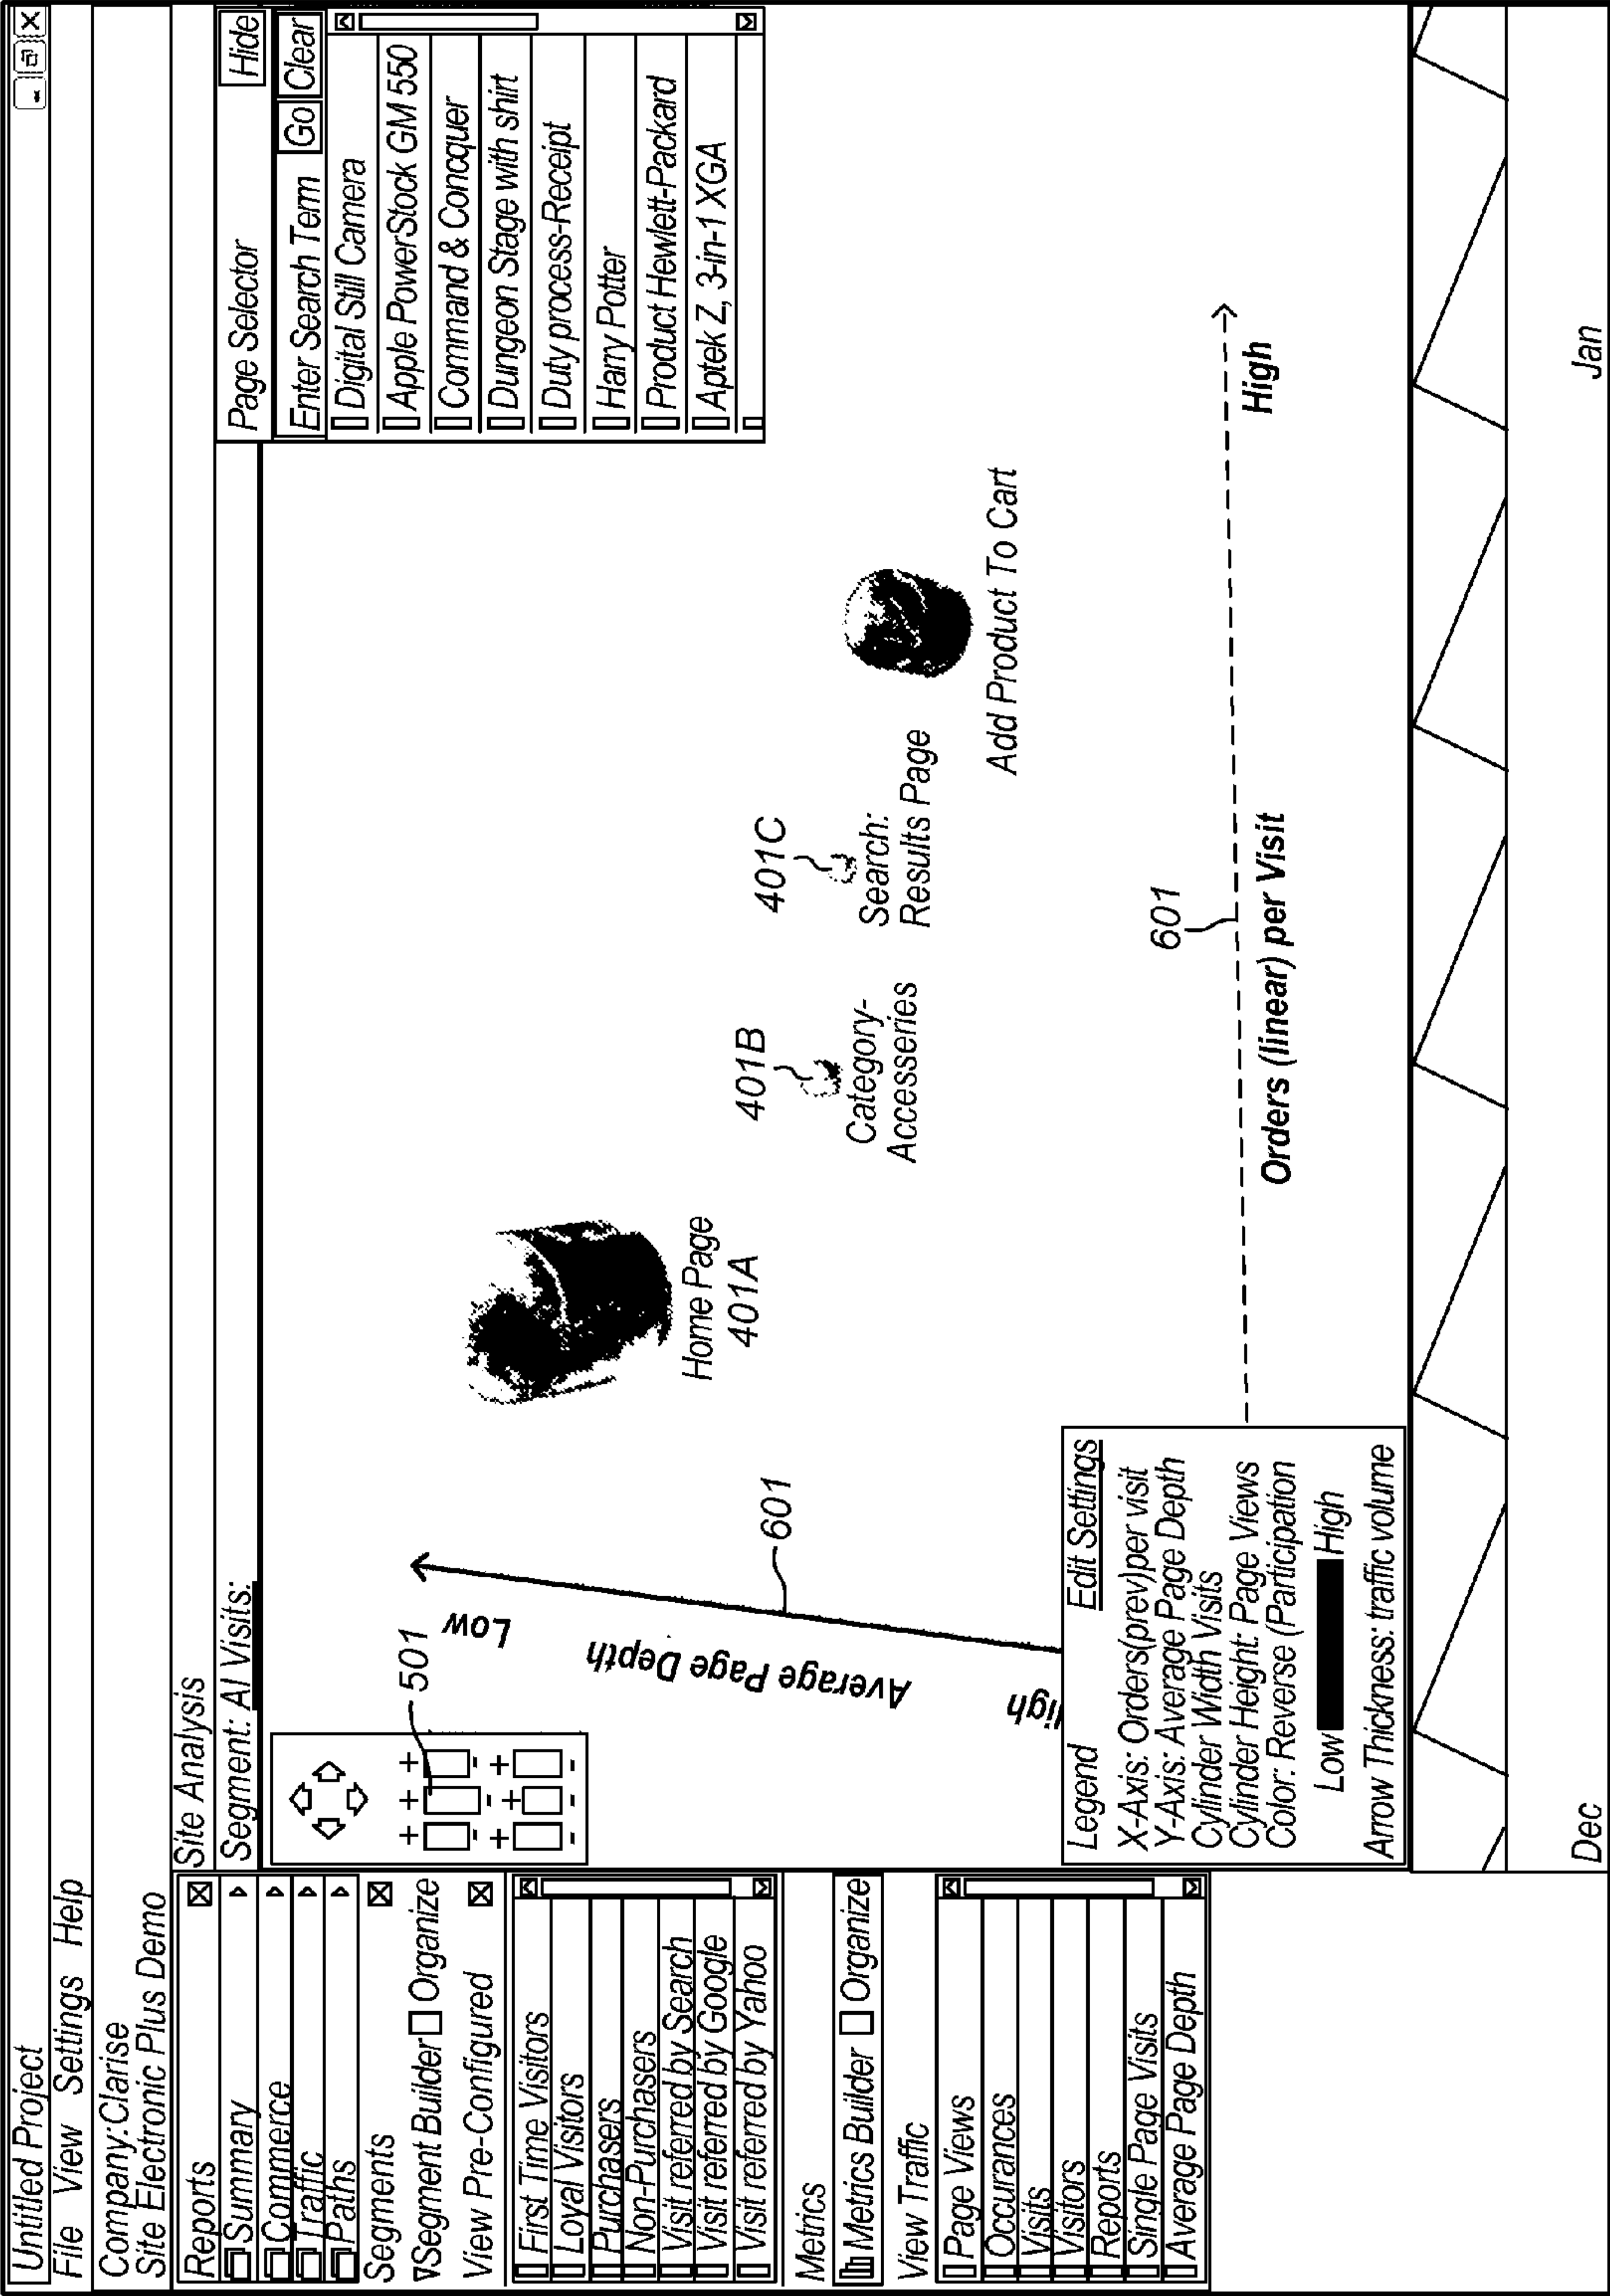 Untitled Project
File View Settings Help
Company:Clarise
Site Electronic Plus Demo
Reports
Summary
Commerce
Traffic
Paths
Segments
Segment Builder Organize
View Pre-Configured
First Time Visitors
Loyal Visitors
Purchasers
Non-Purchasers
Visit referred by Search
Visit referred by Google
Visit referred by Yahoo
Metrics
Metrics Builder Organize
View Traffic
Page Views
Occurances
Visits
Visitors
Reports
Single Page Visits
Average Page Depth
Site Analysis
Segment: AI Visits:
501
Low
Average Page Depth
High
601
Home Page
401A
401B
Category-
Accesseries
401C
Search:
Results Page
Add Product To Cart
601
Orders (linear) per Visit
High
Legend Edit Settings
X-Axis: Orders(prev)per visit
Y-Axis: Average Page Depth
Cylinder Width Visits
Cylinder Height: Page Views
Color: Reverse (Participation
Low High
Arrow Thickness: traffic volume
Page Selector Hide
Enter Search Term Go Clear
Digital Still Camera
Apple PowerStock GM 550
Command & Concquer
Dungeon Stage with shirt
Duty process-Receipt
Harry Potter
Product Hewlett-Packard
Aptek Z, 3-in-1 XGA
Dec Jan